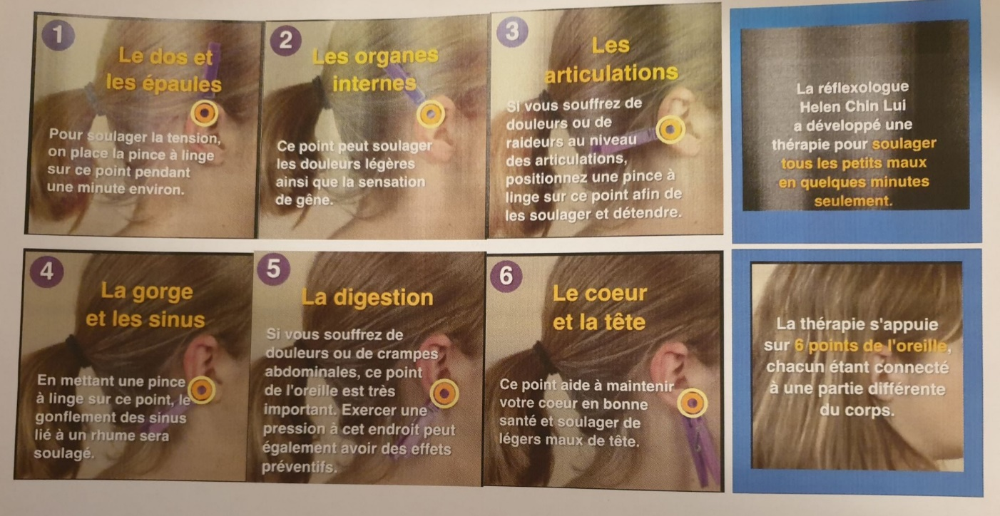 1
Le dos et
les épaules
Pour soulager la tension,
on place la pince à linge
sur ce point pendant
une minute environ.
2
Les organes
internes
Ce point peut soulager
les douleurs légères
ainsi que la sensation
de gêne.
3
Les
articulations
Si vous souffrez de
douleurs ou de
raideurs au niveau
des articulations,
positionnez une pince à
linge sur ce point afin de
les soulager et détendre.
La réflexologue
Helen Chin Lui
a développé une
thérapie pour soulager
tous les petits maux
en quelques minutes
seulement.
4
La gorge
et les sinus
En mettant une pince
à linge sur ce point, le
gonflement des sinus
lié à un rhume sera
soulagé.
5
La digestion
Si vous souffrez de
douleurs ou de crampes
abdominales, ce point
de l'oreille est très
important. Exercer une
pression à cet endroit peut
également avoir des effets
préventifs.
6
Le coeur
et la tête
Ce point aide à maintenir
votre coeur en bonne
santé et soulager de
légers maux de tête.
La thérapie s'appuie
sur 6 points de l'oreille,
chacun étant connecté
à une partie différente
du corps.